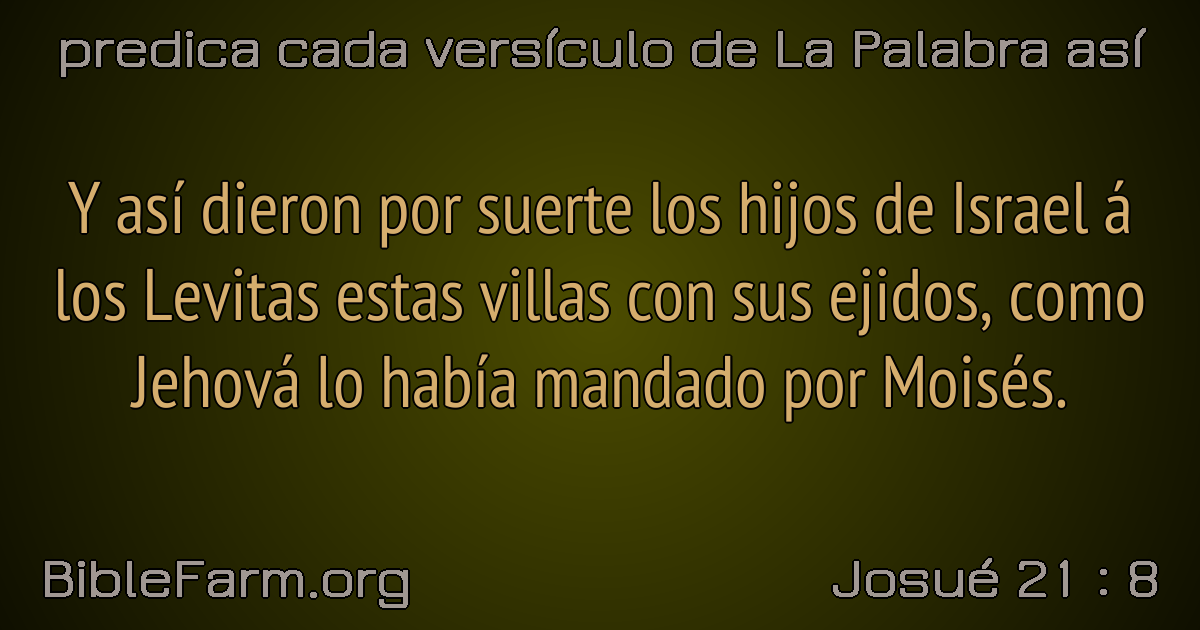 predica cada versículo de La Palabra así
Y así dieron por suerte los hijos de Israel á
los Levitas estas villas con sus ejidos, como
Jehová lo había mandado por Moisés.
BibleFarm.org
Josué 21 : 8